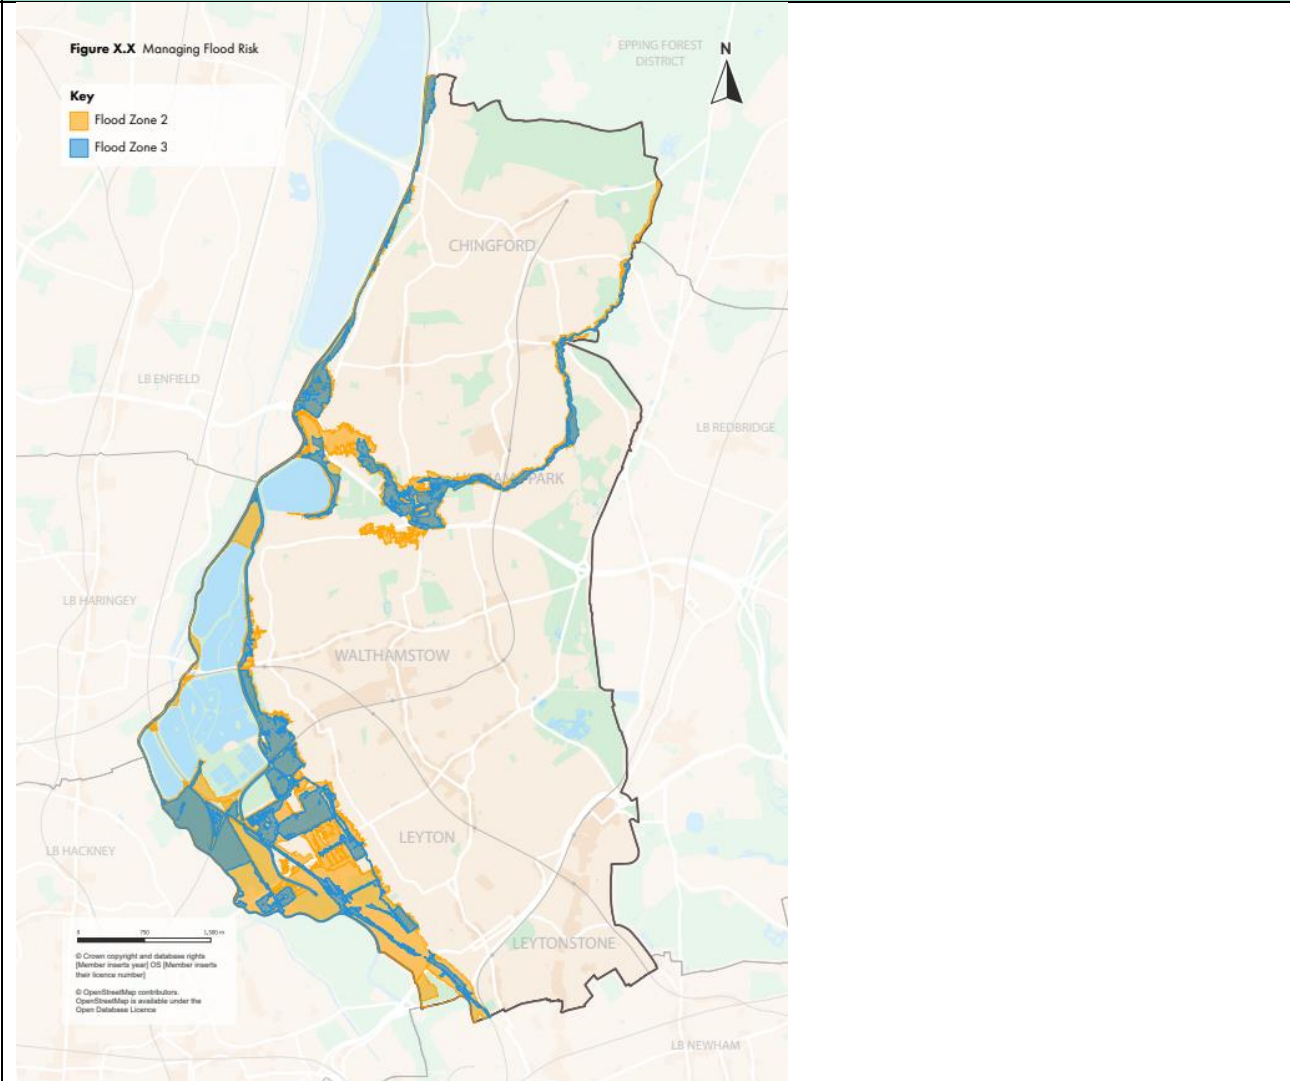 Figure X.X Managing Flood Risk
Key
Flood Zone 2
Flood Zone 3
N
EPPING FOREST
DISTRICT
CHINGFORD
LB ENFIELD
LB REDBRIDGE
PARK
LB HARINGEY
WALTHAMSTOW
LEYTON
LB HACKNEY
LEYTONSTONE
LB NEWHAM
750
© Crown copyright and database rights
[Member inserts year] OS [Member inserts
their licence number]
© OpenStreetMap contributors.
OpenStreetMap is available under the
Open Database Licence